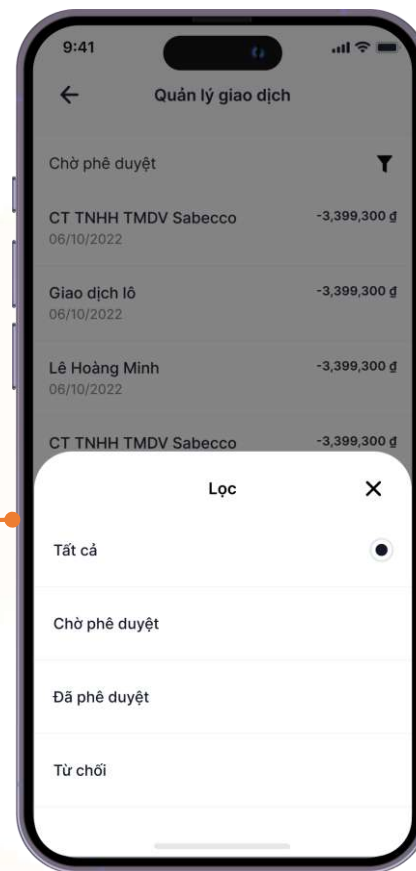 9:41
Quản lý giao dịch
Chờ phê duyệt
CT TNHH TMDV Sabecco -3,399,300 ₫
06/10/2022
Giao dịch lô -3,399,300 ₫
06/10/2022
Lê Hoàng Minh -3,399,300 ₫
06/10/2022
CT TNHH TMDV Sabecco -3,399,300 ₫
Lọc
Tất cả
Chờ phê duyệt
Đã phê duyệt
Từ chối